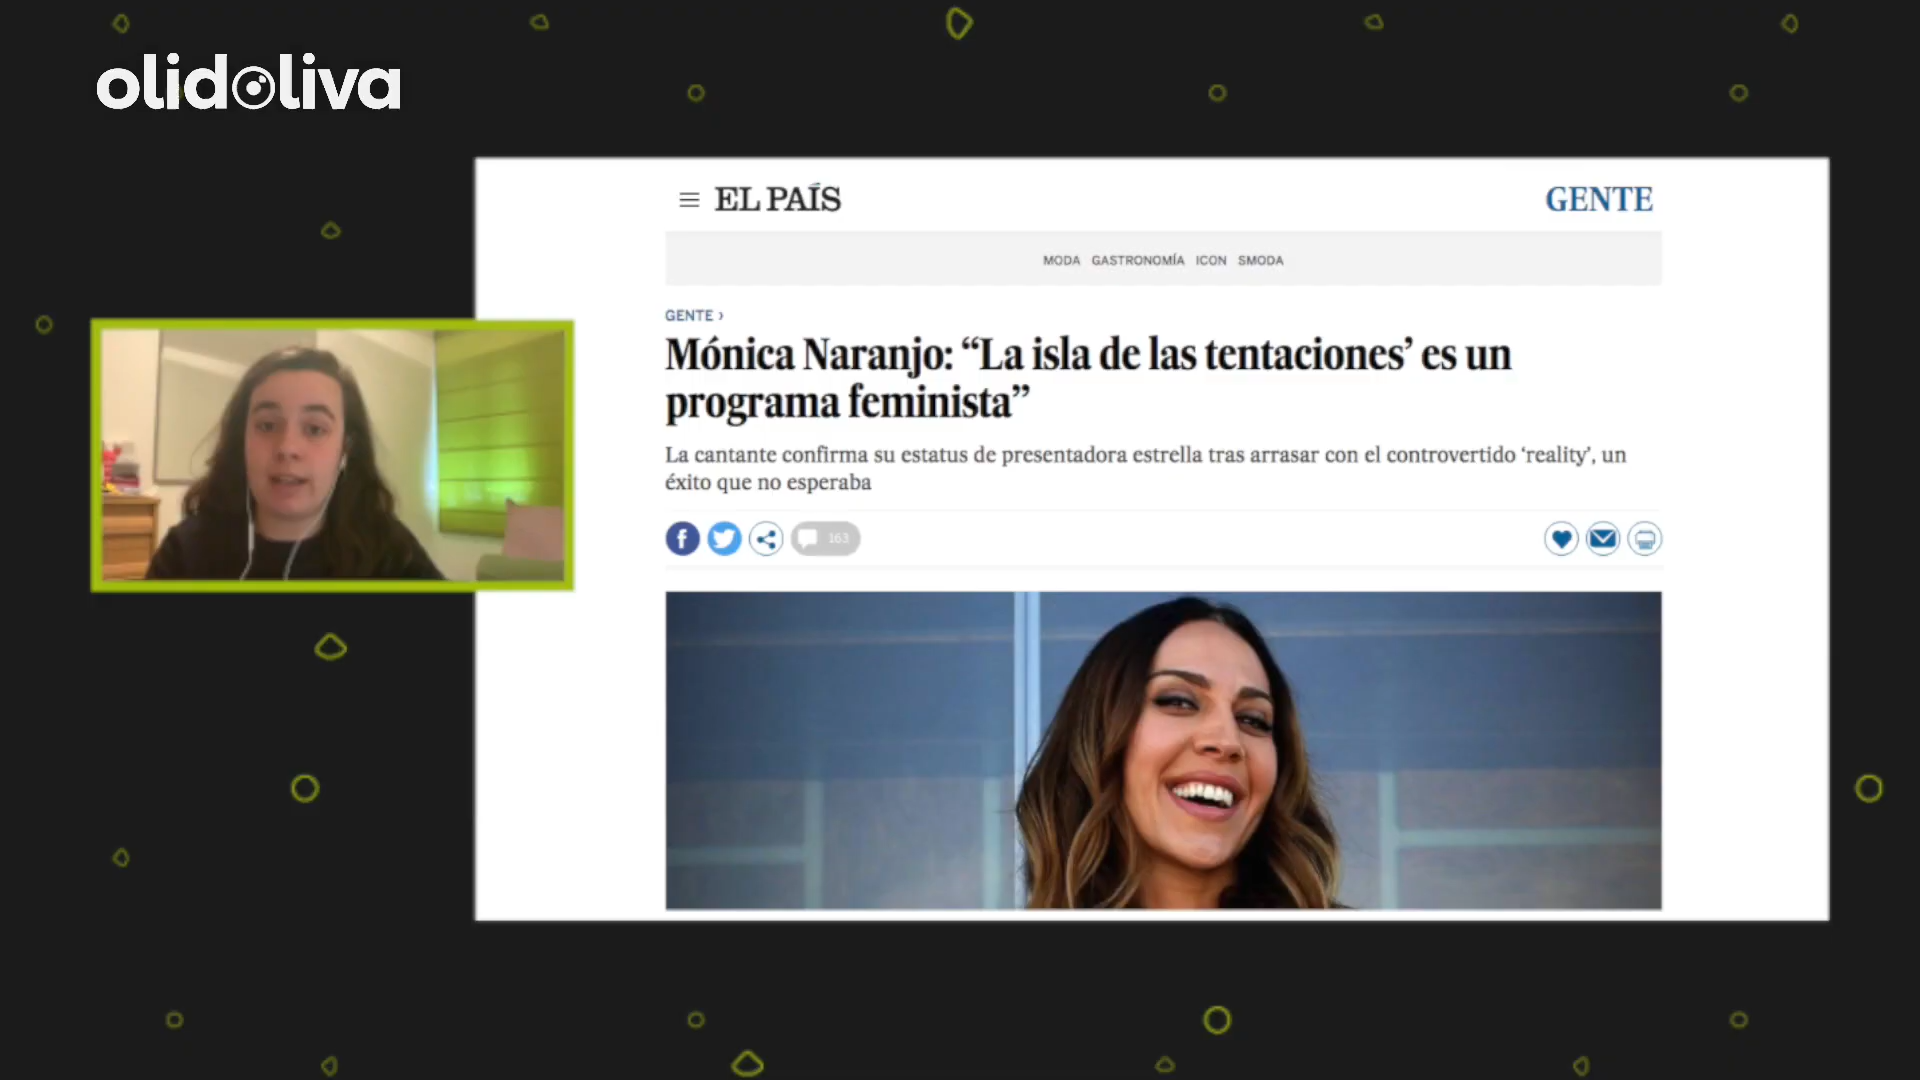 olidoliva
EL PAÍS
GENTE
MODA GASTRONOMÍA ICON SMODA
GENTE ›
Mónica Naranjo: “La isla de las tentaciones’ es un
programa feminista”
La cantante confirma su estatus de presentadora estrella tras arrasar con el controvertido ‘reality’, un
éxito que no esperaba
163